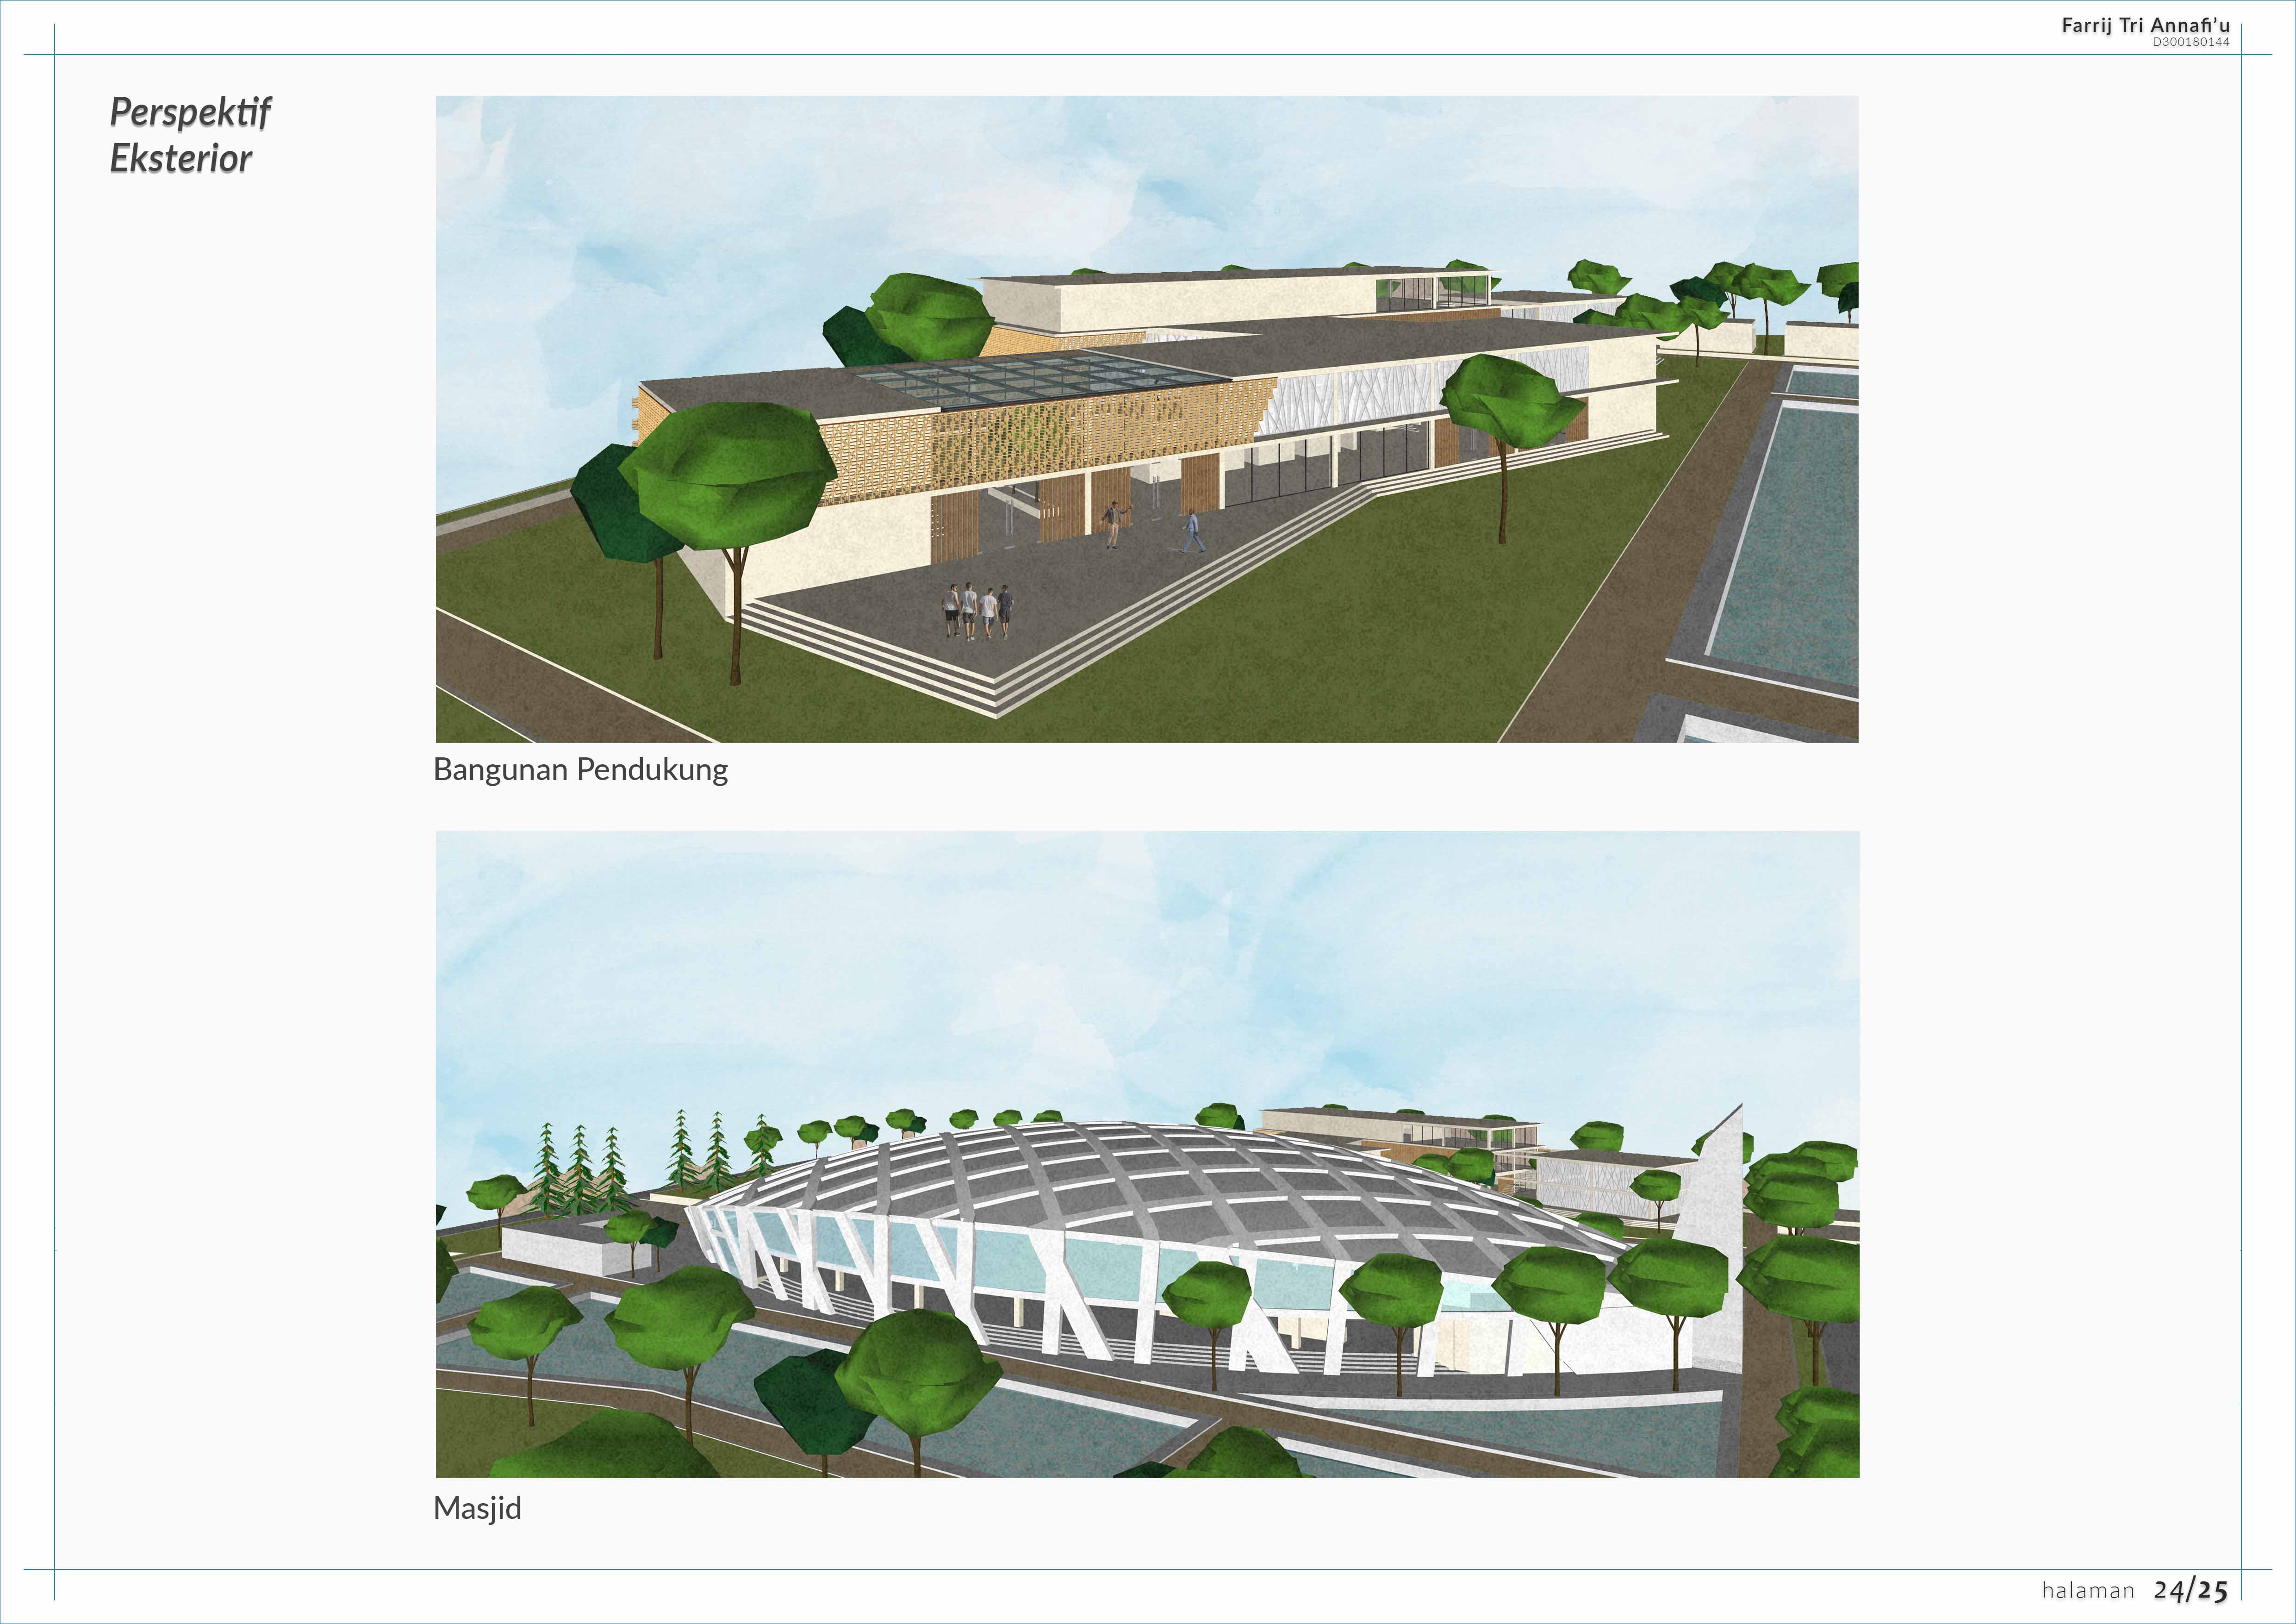 Farrij Tri Annafi’u
D300180144
Perspektif
Eksterior
Bangunan Pendukung
Masjid
halaman 24/25